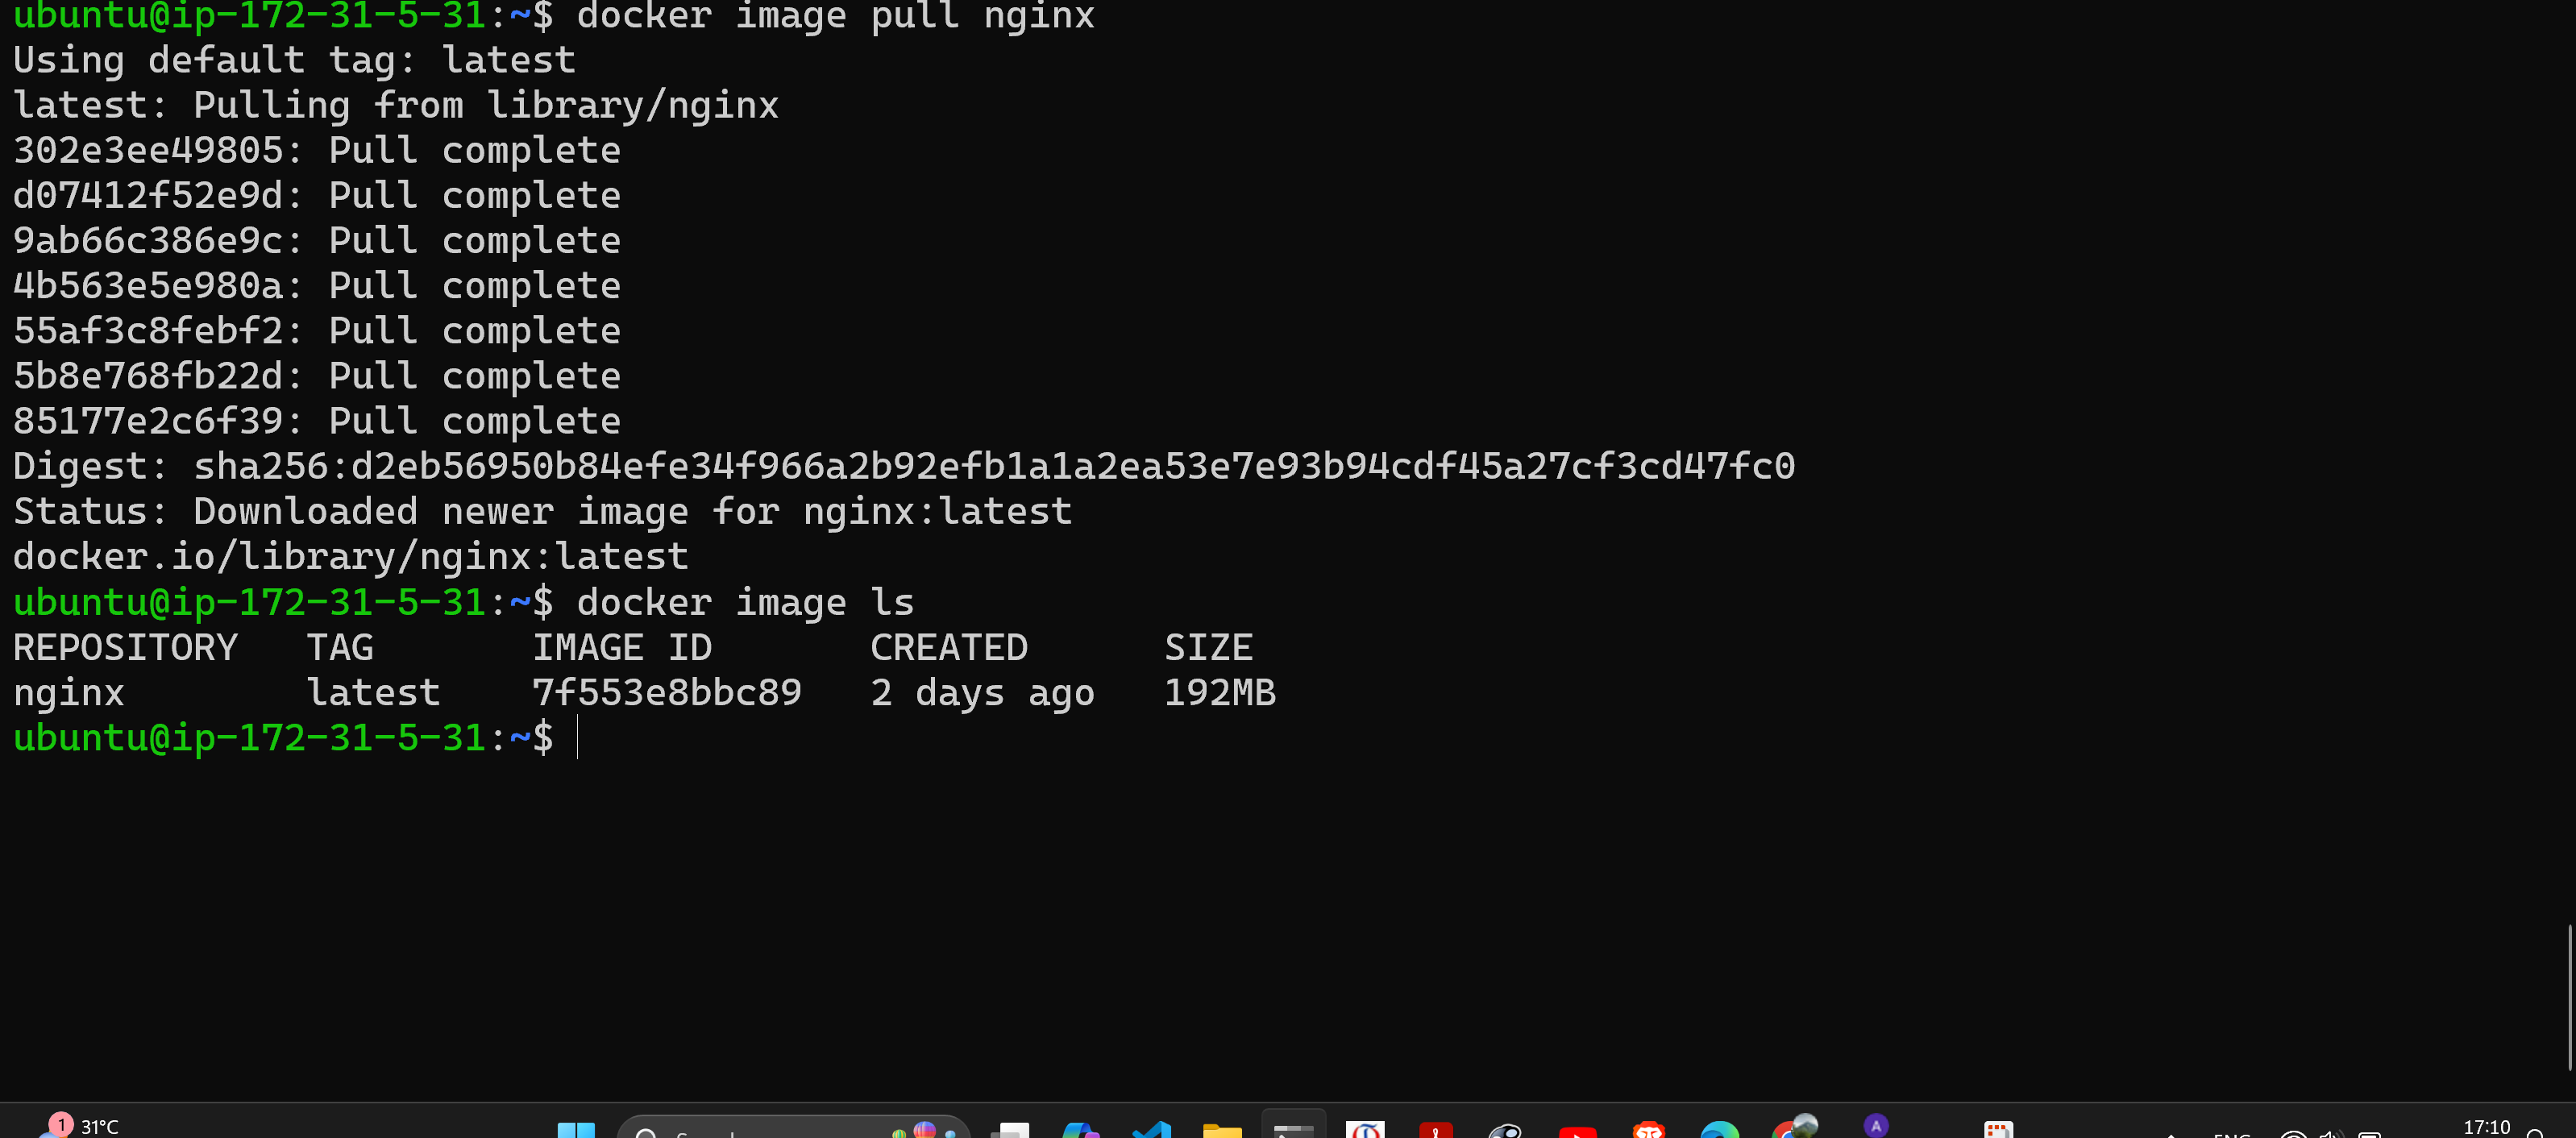 ubuntu@ip-172-31-5-31:~$ docker image pull nginx
Using default tag: latest
latest: Pulling from library/nginx
302e3ee49805: Pull complete
d07412f52e9d: Pull complete
9ab66c386e9c: Pull complete
4b563e5e980a: Pull complete
55af3c8febf2: Pull complete
5b8e768fb22d: Pull complete
85177e2c6f39: Pull complete
Digest: sha256:d2eb56950b84efe34f966a2b92efb1a1a2ea53e7e93b94cdf45a27cf3cd47fc0
Status: Downloaded newer image for nginx:latest
docker.io/library/nginx:latest
ubuntu@ip-172-31-5-31:~$ docker image ls
REPOSITORY   TAG       IMAGE ID       CREATED      SIZE
nginx        latest    7f553e8bbc89   2 days ago   192MB
ubuntu@ip-172-31-5-31:~$
1 31°C
A
17:10